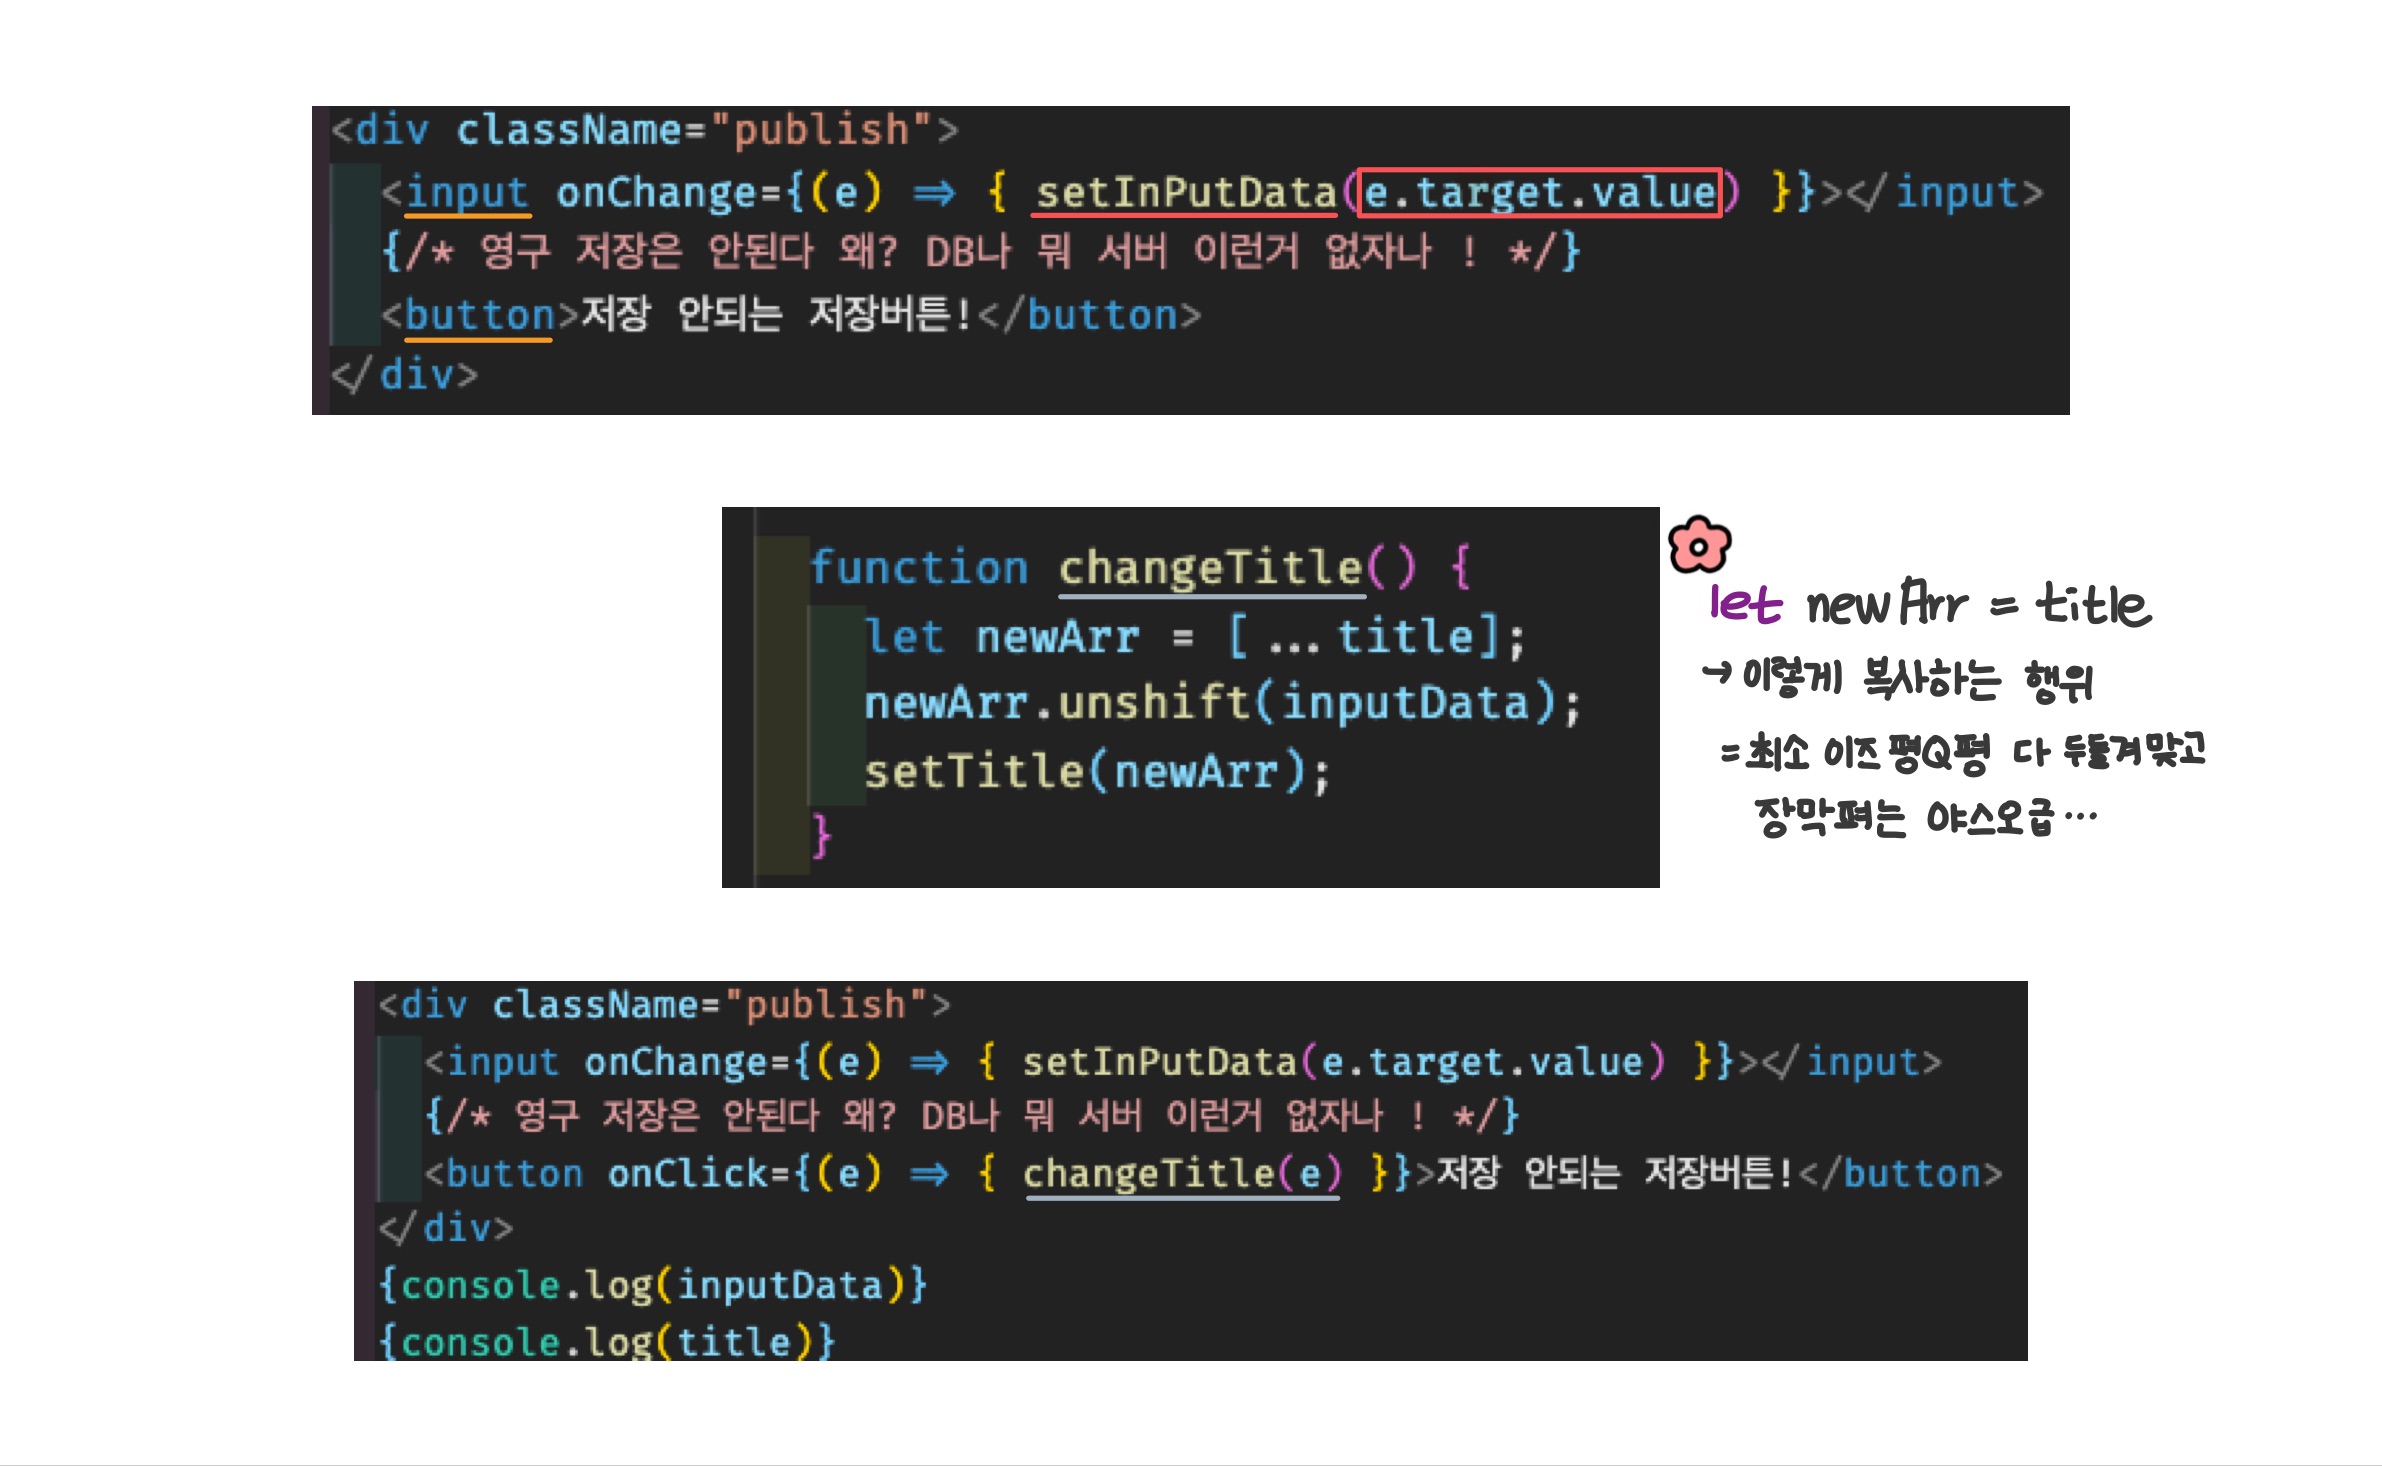 <div className="publish">
<input onChange={(e) => { setInPutData(e.target.value) }}></input>
{/* 영구 저장은 안된다 왜? DB나 뭐 서버 이런거 없자나 ! */}
<button>저장 안되는 저장버튼!</button>
</div>
function changeTitle() {
let newArr = [...title];
newArr.unshift(inputData);
setTitle(newArr);
}
let newArr = title
→ 이렇게 복사하는 행위
= 최소 이즈 평Q평 다 두들겨맞고
장막펴는 야스오급...
<div className="publish">
<input onChange={(e) => { setInPutData(e.target.value) }}></input>
{/* 영구 저장은 안된다 왜? DB나 뭐 서버 이런거 없자나 ! */}
<button onClick={(e) => { changeTitle(e) }}>저장 안되는 저장버튼!</button>
</div>
{console.log(inputData)}
{console.log(title)}